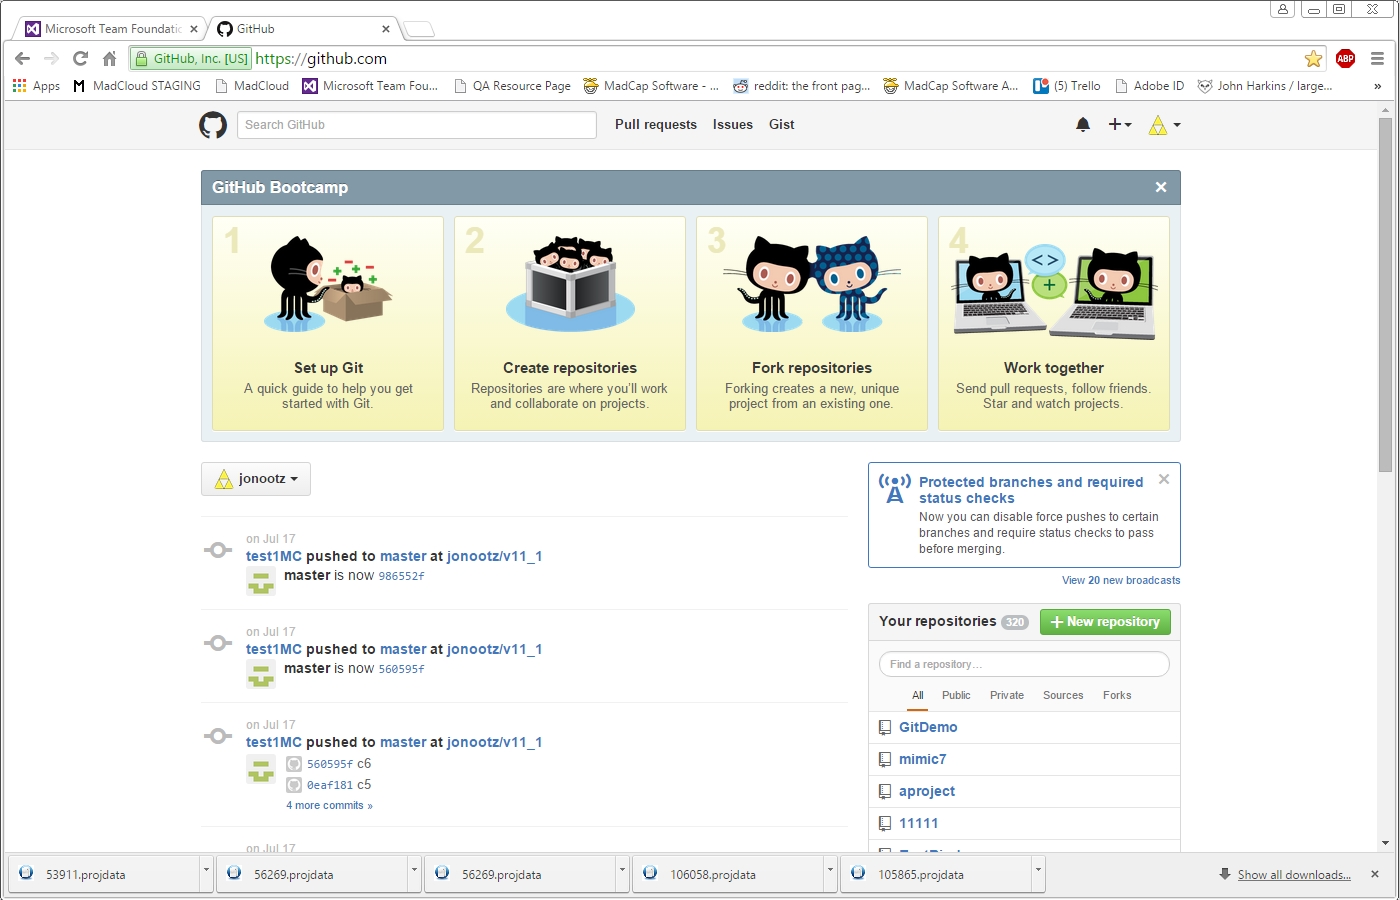 Microsoft Team Foundatio
GitHub
GitHub, Inc. [US] https://github.com
ABP
Apps
MadCloud STAGING
MadCloud
Microsoft Team Fou...
QA Resource Page
MadCap Software - ...
reddit: the front pag...
MadCap Software A...
(5) Trello
Adobe ID
John Harkins / large...
»
Search GitHub
Pull requests
Issues
Gist
GitHub Bootcamp
1
Set up Git
A quick guide to help you get
started with Git.
2
Create repositories
Repositories are where you'll work
and collaborate on projects.
3
Fork repositories
Forking creates a new, unique
project from an existing one.
4
Work together
Send pull requests, follow friends.
Star and watch projects.
jonootz
on Jul 17
test1MC pushed to master at jonootz/v11_1
master is now 986552f
on Jul 17
test1MC pushed to master at jonootz/v11_1
master is now 560595f
on Jul 17
test1MC pushed to master at jonootz/v11_1
560595f c6
0eaf181 c5
4 more commits »
on Jul 17
Protected branches and required
status checks
Now you can disable force pushes to certain
branches and require status checks to pass
before merging.
View 20 new broadcasts
Your repositories 320
+ New repository
Find a repository...
All
Public
Private
Sources
Forks
GitDemo
mimic7
aproject
11111
53911.projdata
56269.projdata
56269.projdata
106058.projdata
105865.projdata
Show all downloads...